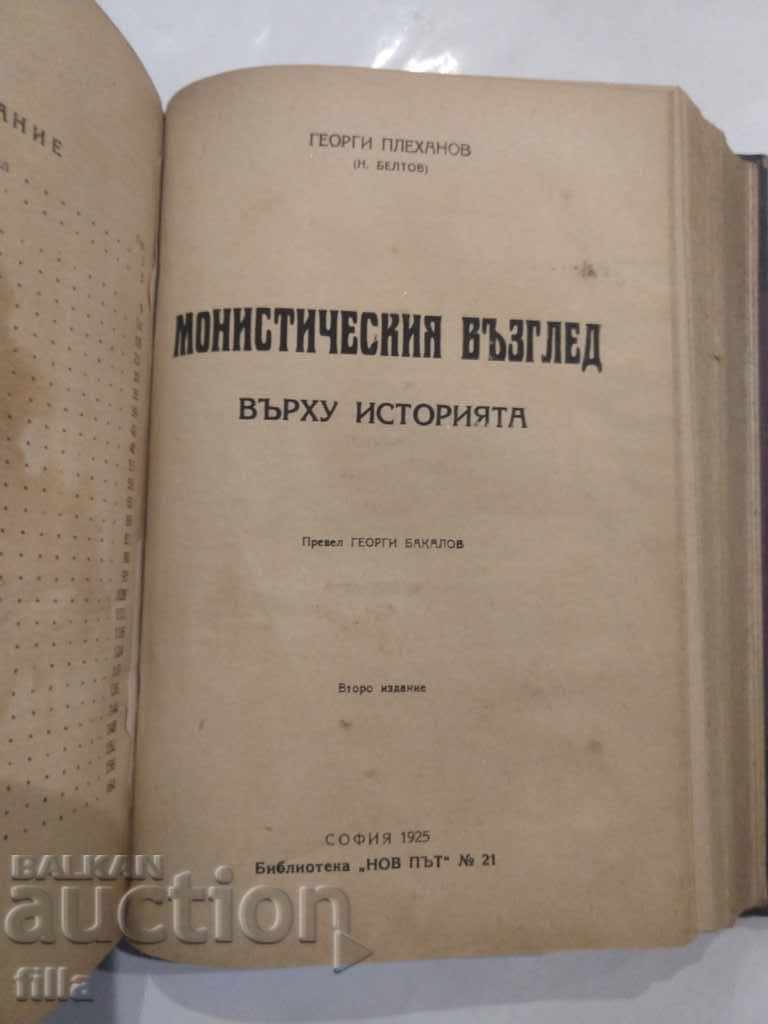 АНИЕ
ГЕОРГИ ПЛЕХАНОВ
(Н. БЕЛТОВ)
МОНИСТИЧЕСКИЯ ВЪЗГЛЕД
ВЪРХУ ИСТОРИЯТА
Превел ГЕОРГИ БАКАЛОВ
Второ издание
СОФИЯ 1925
Библиотека „НОВ ПЪТ“ № 21
BALKAN
auction
filla